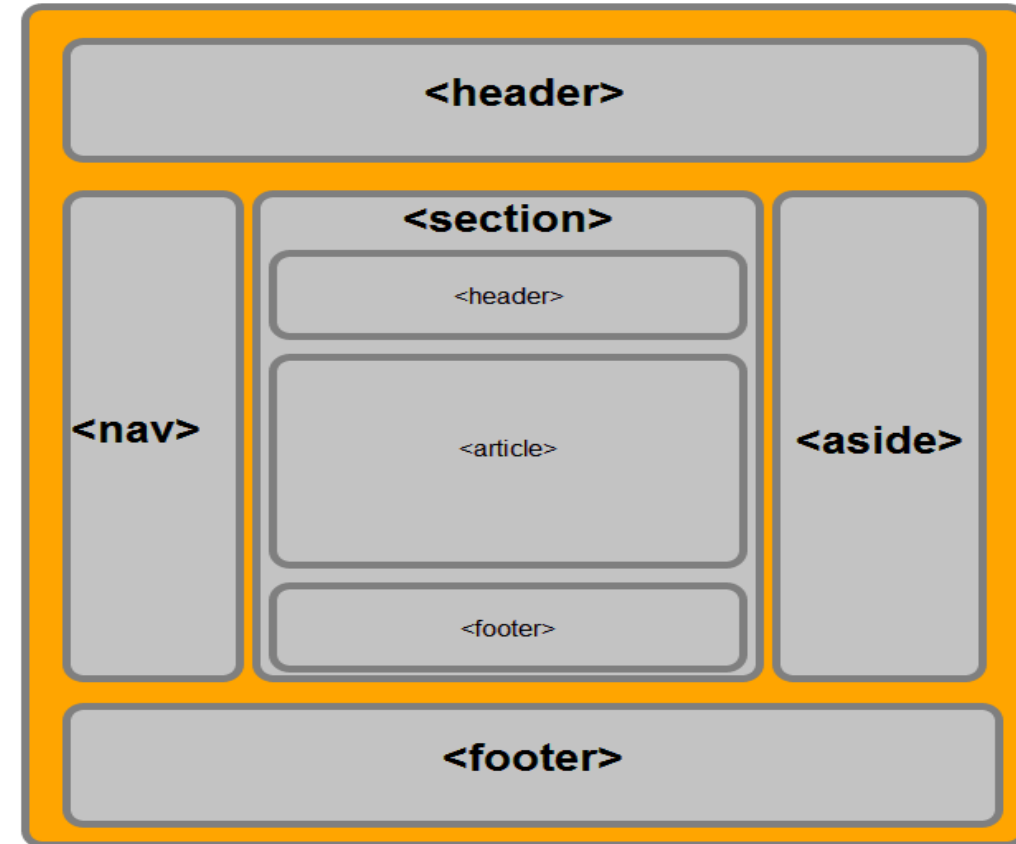 <header>
<nav>
<section>
<header>
<article>
<footer>
<aside>
<footer>